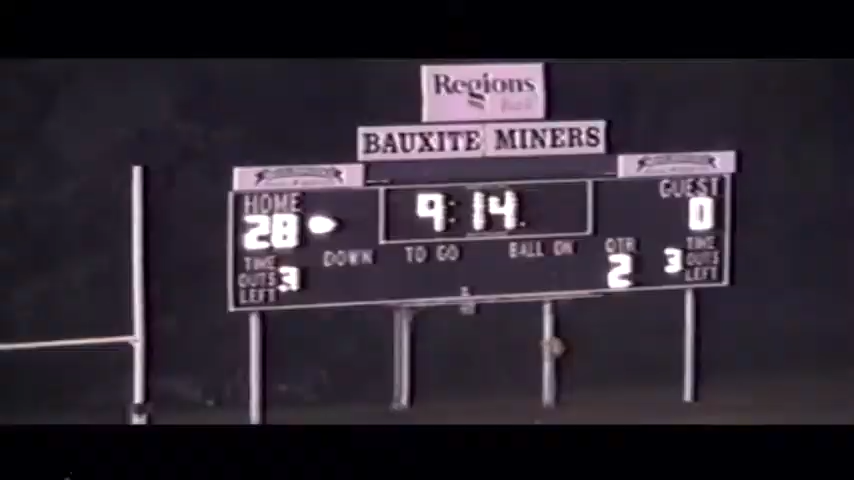 Regions
Bank
BAUXITE MINERS
HOME
GUEST
28
9:14
0
DOWN
TO GO
BALL ON
QTR
TIME
OUTS
LEFT
3
2
3
TIME
OUTS
LEFT